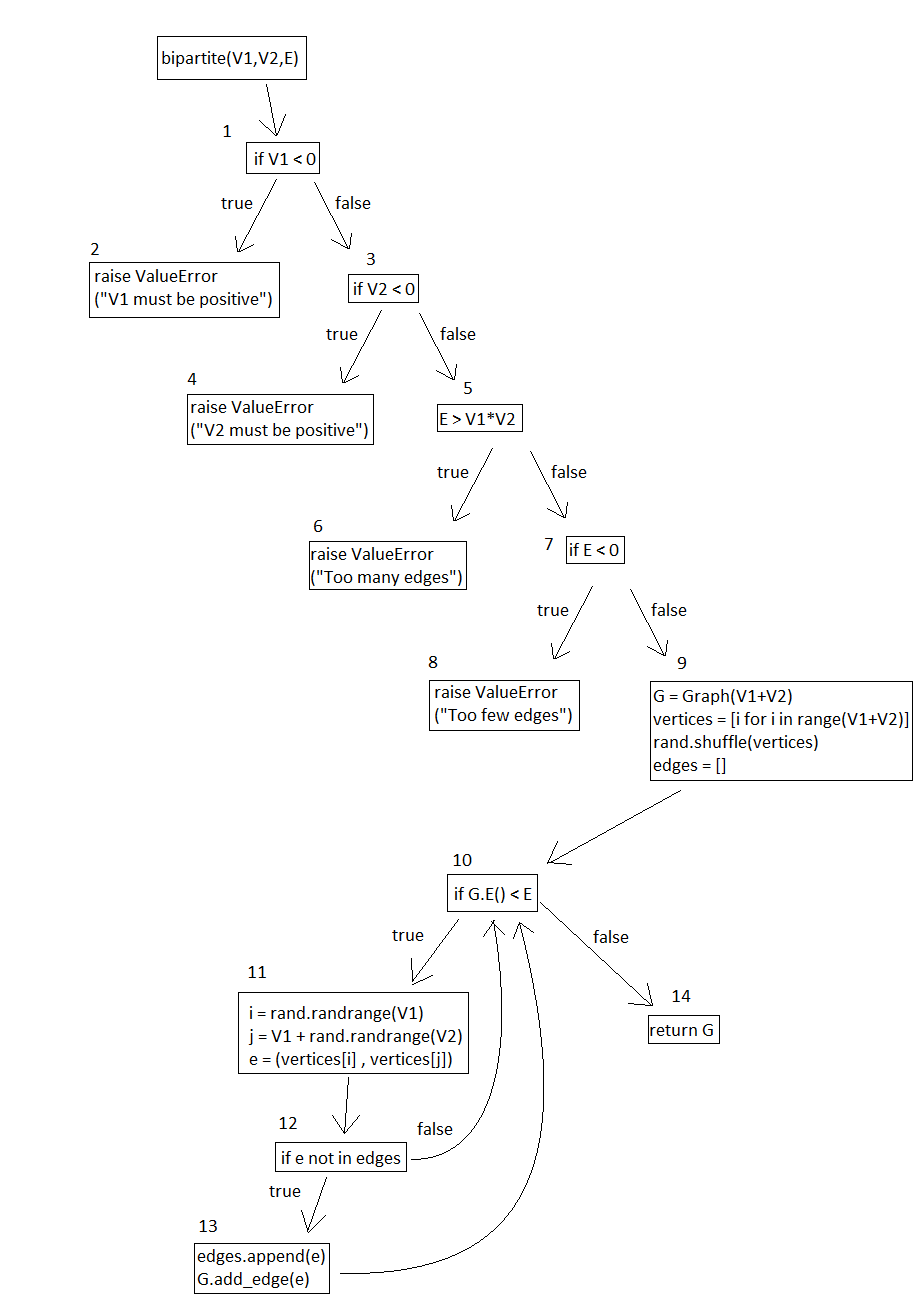 bipartite(V1,V2,E)
1
if V1 < 0
true
false
2
raise ValueError
("V1 must be positive")
3
if V2 < 0
true
false
4
raise ValueError
("V2 must be positive")
5
E > V1*V2
true
false
6
raise ValueError
("Too many edges")
7
if E < 0
true
false
8
raise ValueError
("Too few edges")
9
G = Graph(V1+V2)
vertices = [i for i in range(V1+V2)]
rand.shuffle(vertices)
edges = []
10
if G.E() < E
true
false
11
i = rand.randrange(V1)
j = V1 + rand.randrange(V2)
e = (vertices[i] , vertices[j])
14
return G
12
if e not in edges
false
true
13
edges.append(e)
G.add_edge(e)